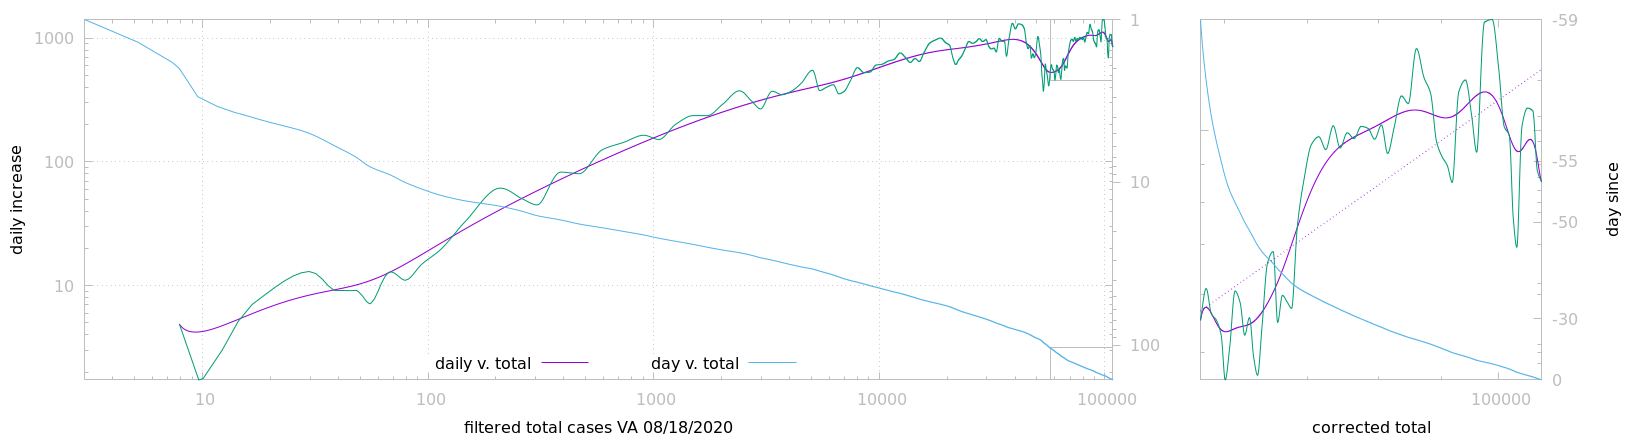 1000
100
10
daily increase
daily v. total
day v. total
10
100
1000
10000
100000
filtered total cases VA 08/18/2020
1
10
100
-59
-55
-50
-30
0
day since
100000
corrected total